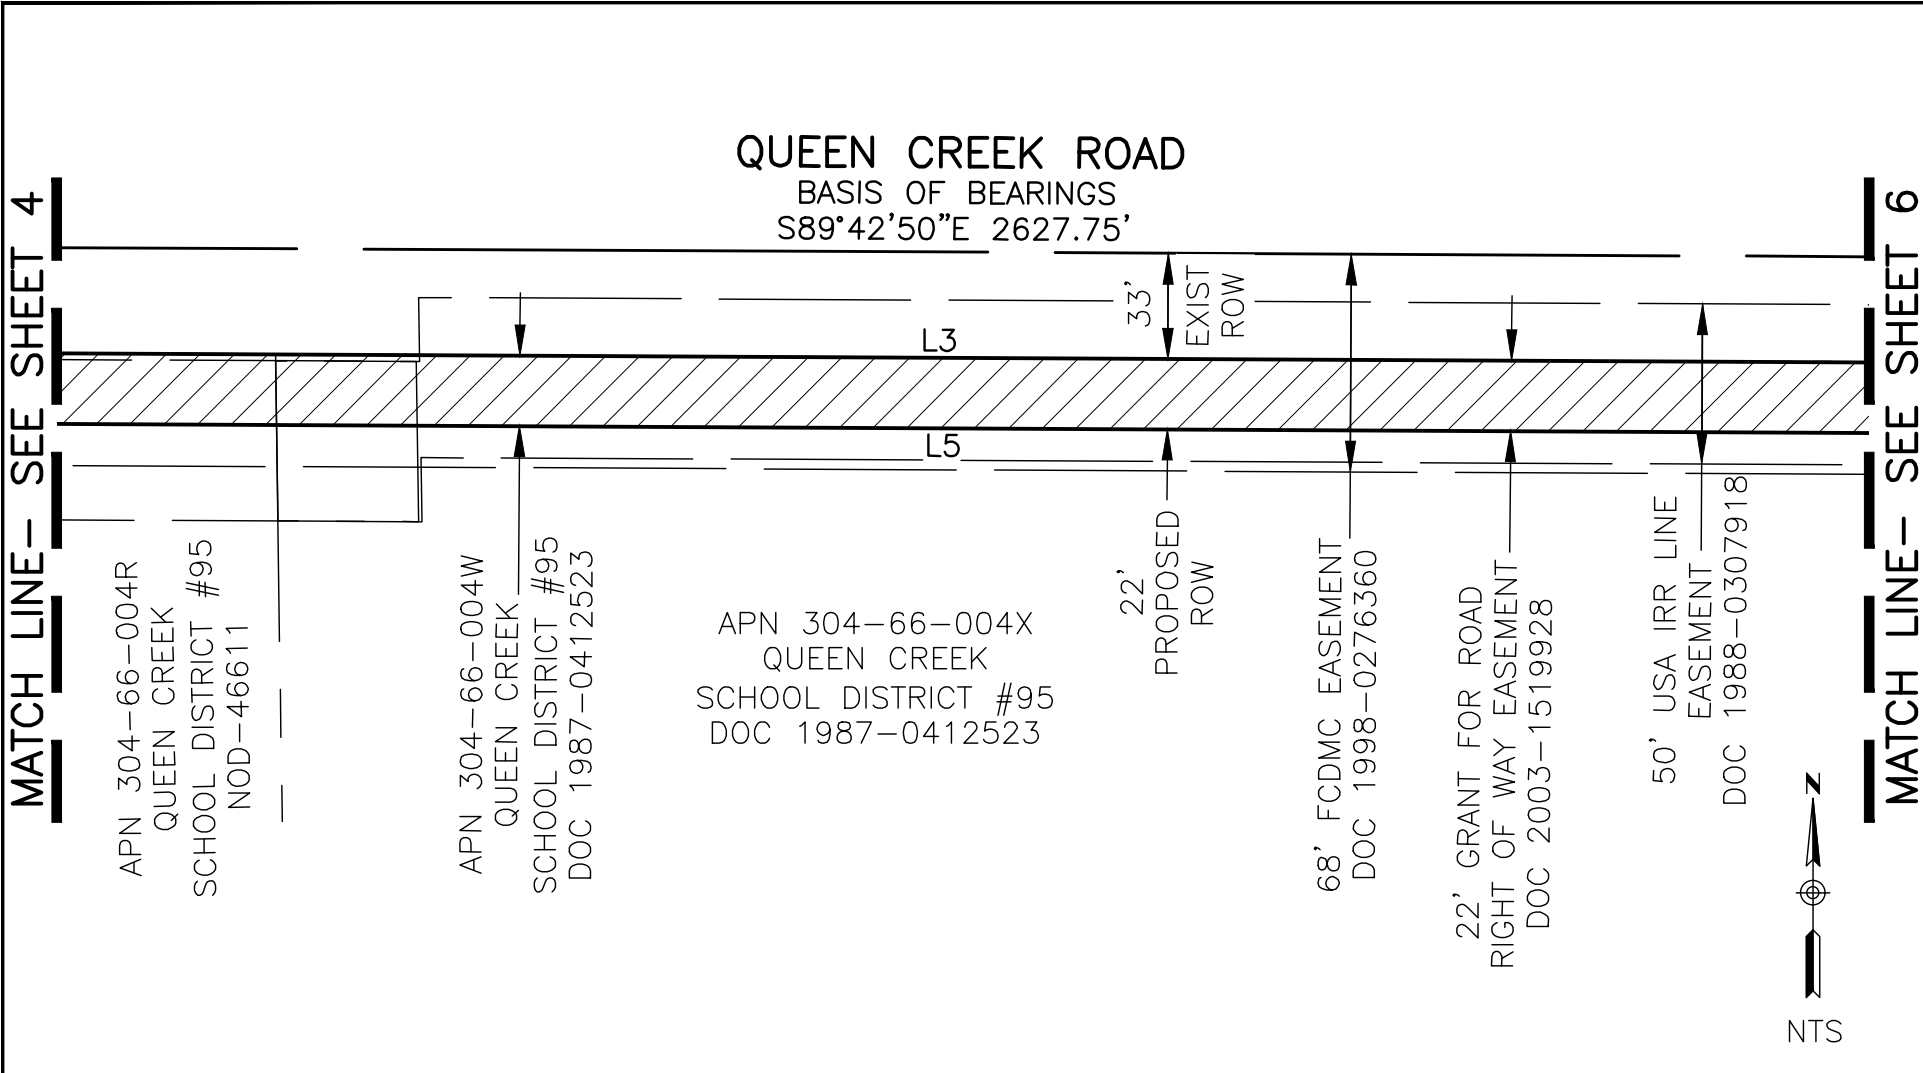 QUEEN CREEK ROAD
BASIS OF BEARINGS
S89°42'50"E 2627.75'
MATCH LINE- SEE SHEET 4
MATCH LINE- SEE SHEET 6
33'
EXIST
ROW
L3
L5
APN 304-66-004R
QUEEN CREEK
SCHOOL DISTRICT #95
NOD-46611
APN 304-66-004W
QUEEN CREEK
SCHOOL DISTRICT #95
DOC 1987-0412523
APN 304-66-004X
QUEEN CREEK
SCHOOL DISTRICT #95
DOC 1987-0412523
22'
PROPOSED
ROW
68' FCDMC EASEMENT
DOC 1998-0276360
22' GRANT FOR ROAD
RIGHT OF WAY EASEMENT
DOC 2003-1519928
50' USA IRR LINE
EASEMENT
DOC 1988-0307918
N
NTS